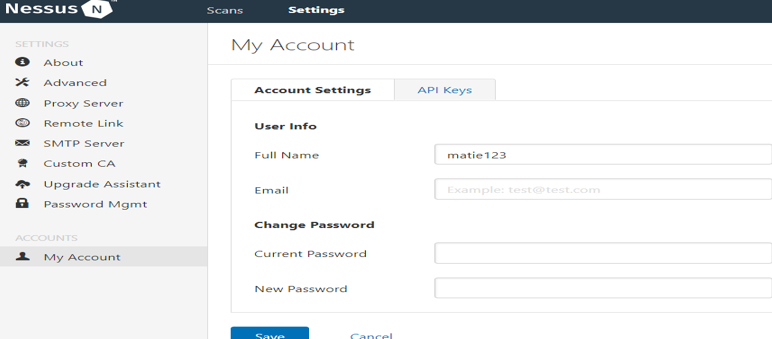 Nessus N™ Scans Settings
SETTINGS
About
Advanced
Proxy Server
Remote Link
SMTP Server
Custom CA
Upgrade Assistant
Password Mgmt
ACCOUNTS
My Account
My Account
Account Settings API Keys
User Info
Full Name matie123
Email Example: test@test.com
Change Password
Current Password
New Password
Save Cancel